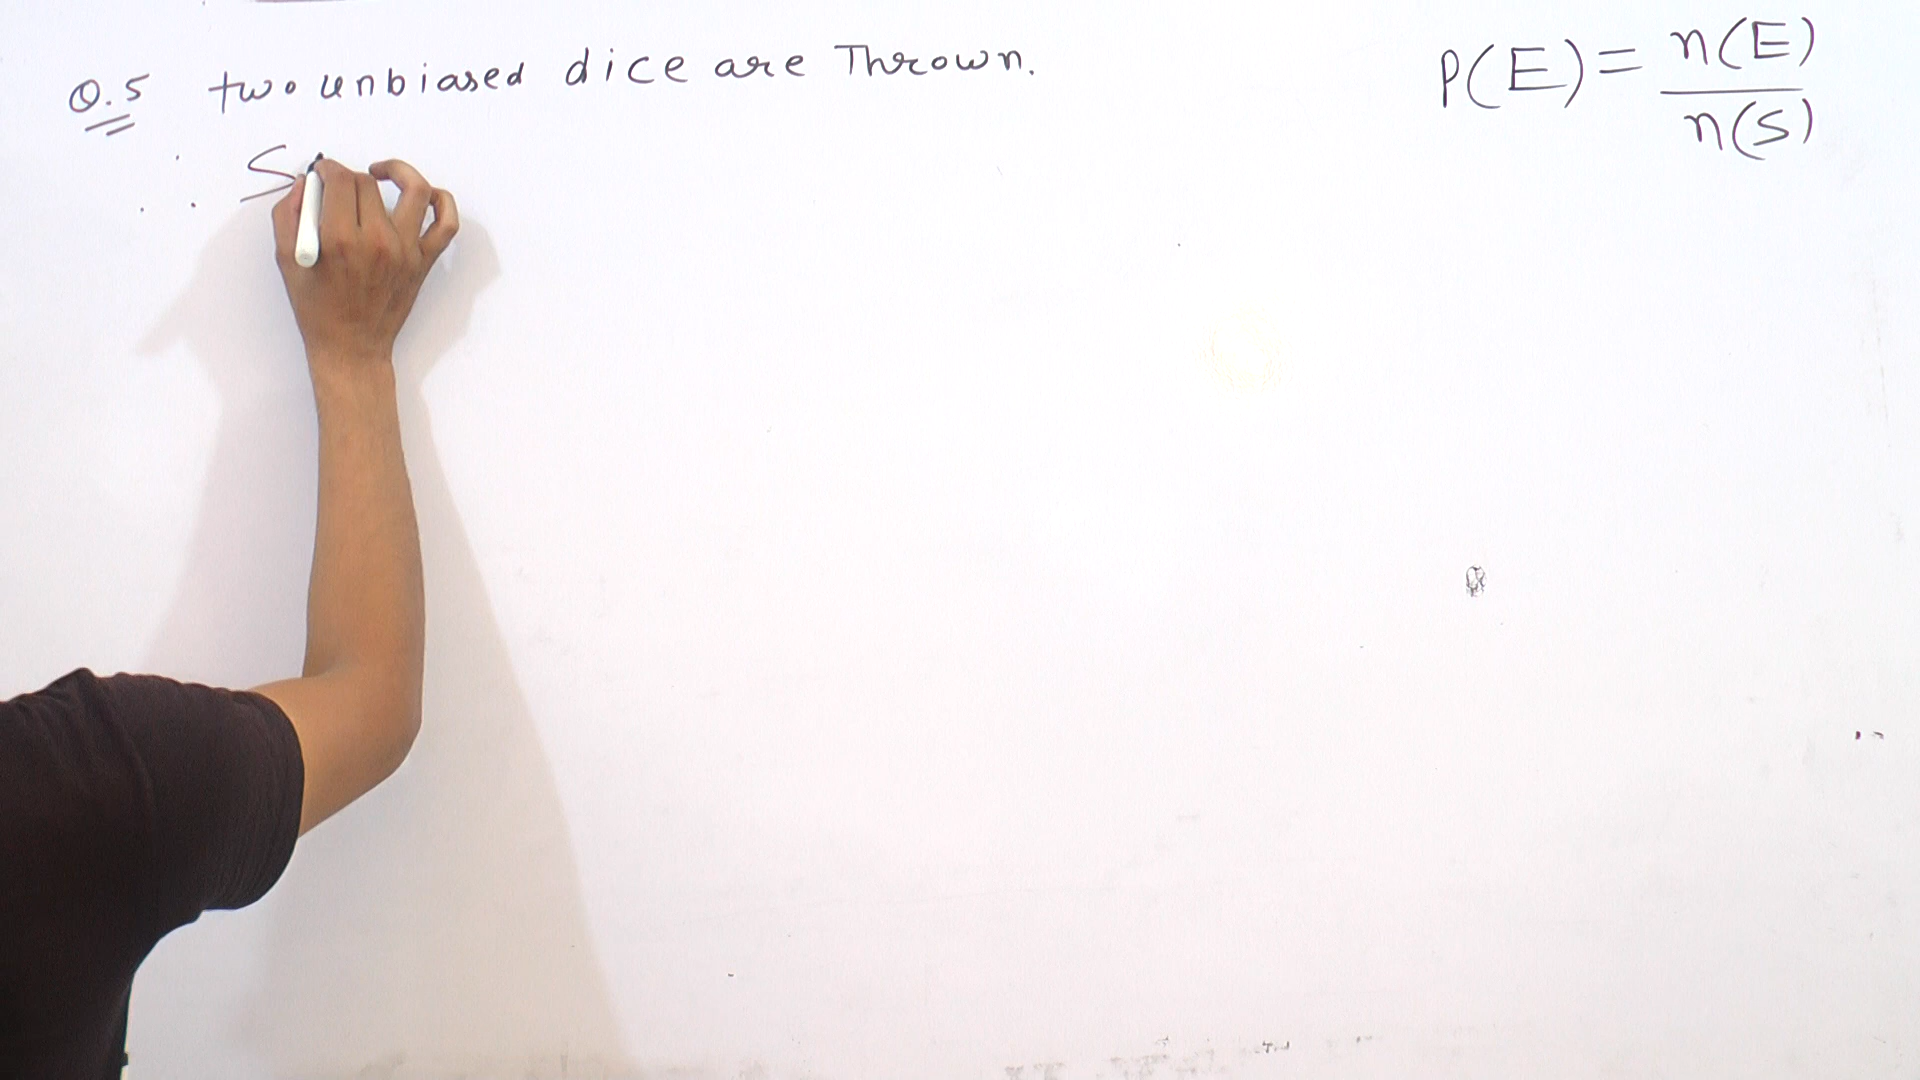 Q.5 two unbiased dice are Thrown.
∴ S
P(E) = n(E)
n(S)